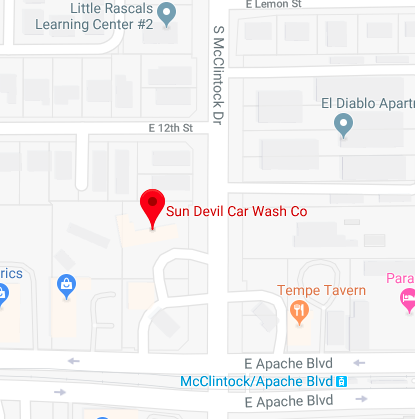 E Lemon St
Little Rascals
Learning Center #2
S McClintock Dr
El Diablo Apart
E 12th St
Sun Devil Car Wash Co
rics
Para
Tempe Tavern
E Apache Blvd
McClintock/Apache Blvd
E Apache Blvd